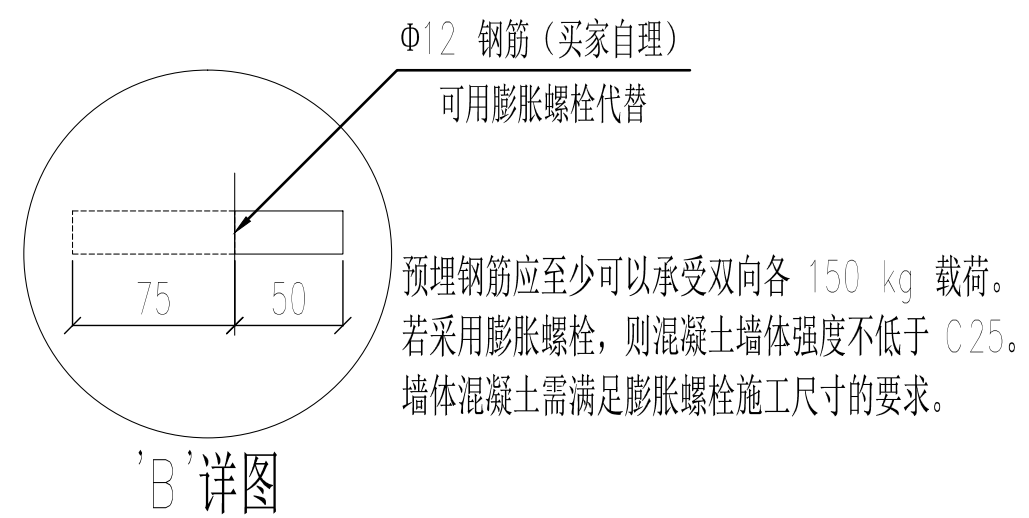 Φ12 钢筋（买家自理）
可用膨胀螺栓代替
75
50
预埋钢筋应至少可以承受双向各 150 kg 载荷。
若采用膨胀螺栓，则混凝土墙体强度不低于 C25。
墙体混凝土需满足膨胀螺栓施工尺寸的要求。
'B'详图